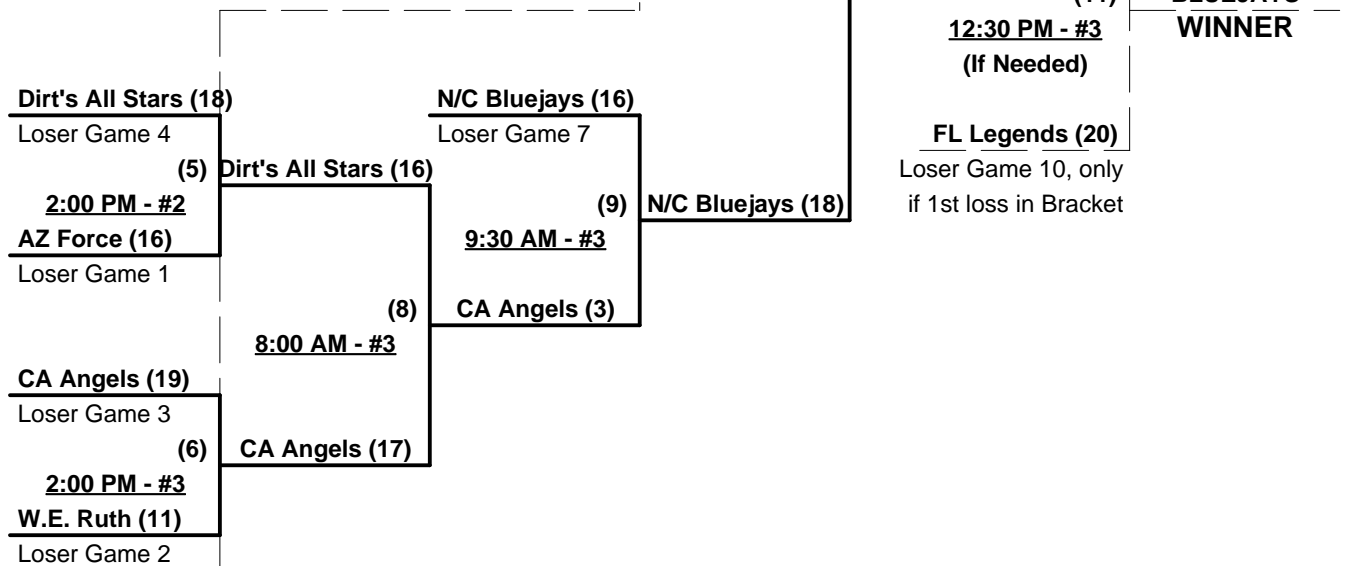 12:30 PM - #3
WINNER
(If Needed)
Dirt's All Stars (18)
N/C Bluejays (16)
Loser Game 4
Loser Game 7
FL Legends (20)
(5)
Dirt's All Stars (16)
Loser Game 10, only
2:00 PM - #2
(9)
N/C Bluejays (18)
if 1st loss in Bracket
AZ Force (16)
9:30 AM - #3
Loser Game 1
(8)
CA Angels (3)
8:00 AM - #3
CA Angels (19)
Loser Game 3
(6)
CA Angels (17)
2:00 PM - #3
W.E. Ruth (11)
Loser Game 2